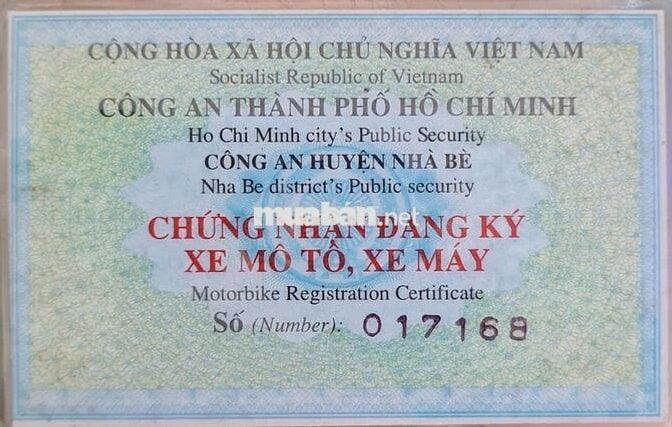 CỘNG HÒA XÃ HỘI CHỦ NGHĨA VIỆT NAM
Socialist Republic of Vietnam
CÔNG AN THÀNH PHỐ HỒ CHÍ MINH
Ho Chi Minh city's Public Security
CÔNG AN HUYỆN NHÀ BÈ
Nha Be district's Public security
muaban.net
CHỨNG NHẬN ĐĂNG KÝ
XE MÔ TÔ, XE MÁY
Motorbike Registration Certificate
Số (Number): 017168